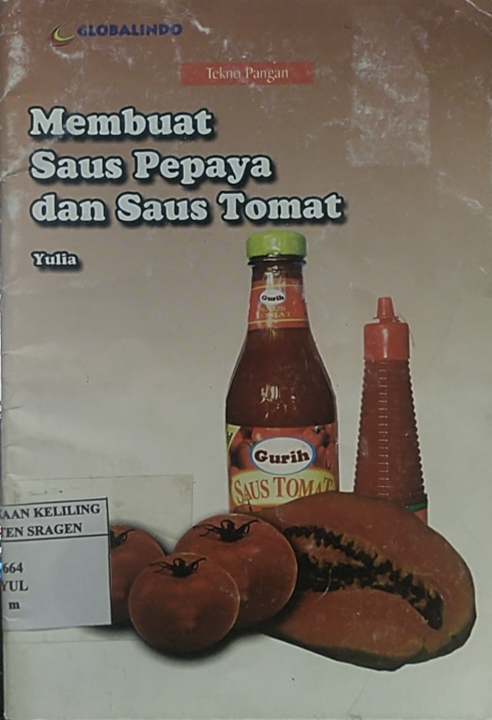 GLOBALINDO
Tekno Pangan
Membuat
Saus Pepaya
dan Saus Tomat
Yulia
Gurih
SAUS
TOMAT
Gurih
SAUS TOMAT
AAN KELILING
TEN SRAGEN
664
YUL
m